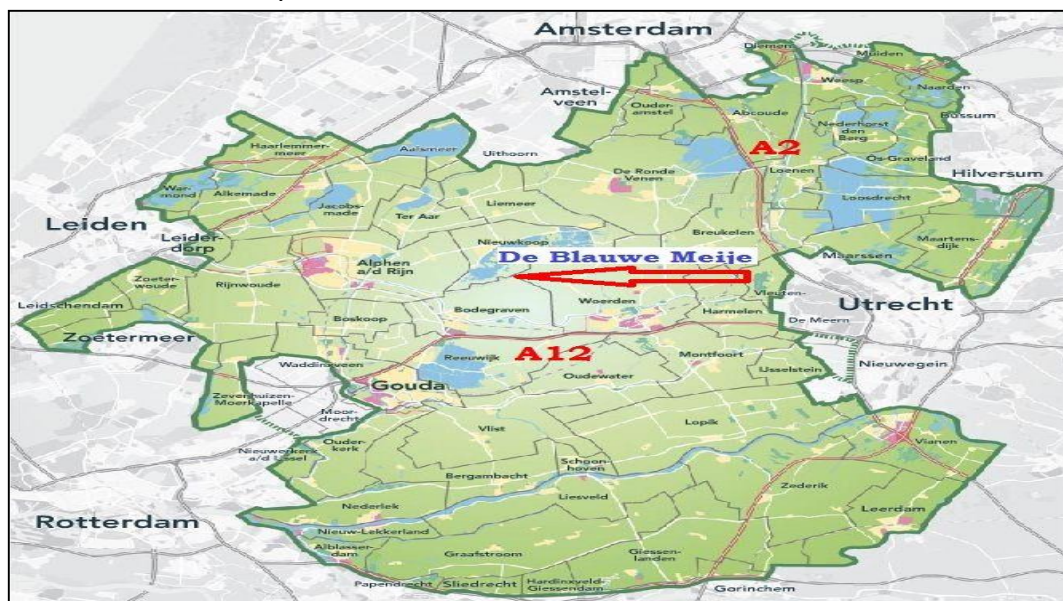 Amsterdam
Diemen
Muiden
Weesp
Naarden
Amstel-
veen
Ouder-
amstel
Abcoude
Bussum
Nederhorst
den
Berg
Haarlemmer-
meer
Aalsmeer
Uithoorn
A2
Loenen
Os-Graveland
Hilversum
War-
mond
Alkemade
De Ronde
Venen
Jacobs-
made
Ter Aar
Liemeer
Loosdrecht
Leiden
Leider-
dorp
Nieuwkoop
Breukelen
Maartens-
dijk
De Blauwe Meije
Maarssen
Alphen
a/d Rijn
Zoeter-
woude
Rijnwoude
Leidschendam
Vleuten-
Woerden
Utrecht
Bodegraven
Harmelen
Boskoop
De Meern
Zoetermeer
A12
Reeuwijk
Montfoort
Waddinxveen
Nieuwegein
Oudewater
IJsselstein
Gouda
Zevenhuizen-
Moerkapelle
Moor-
drecht
Lopik
Vlist
Ouder-
kerk
Vianen
Nieuwerkerk
a/d IJssel
Schoon-
hoven
Bergambacht
Zederik
Liesveld
Nederlek
Leerdam
Rotterdam
Nieuw-Lekkerland
Alblasser-
dam
Graafstroom
Giessen-
landen
Papendrecht
Sliedrecht
Hardinxveld-
Giessendam
Gorinchem